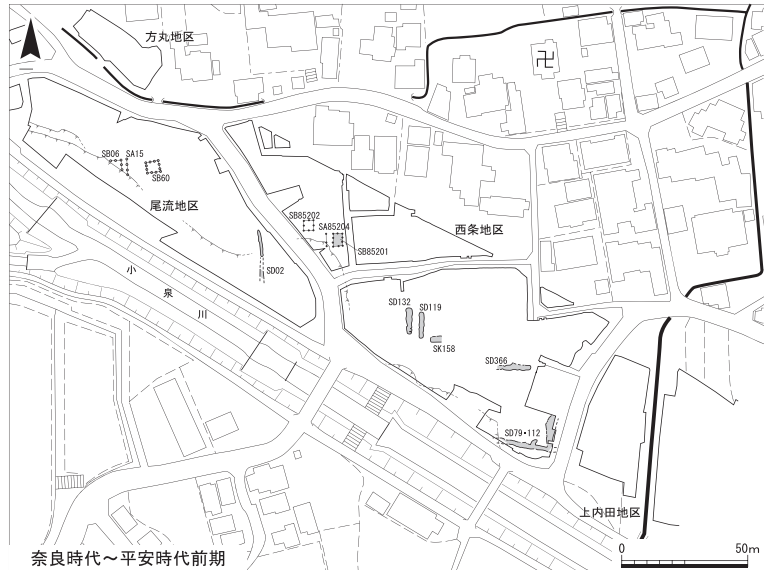 方丸地区
卍
SB06 SA15
SB60
尾流地区
SB85202
SA85204
SB85201
西条地区
SD02
小泉川
SD132 SD119
SK158
SD366
SD79・112
上内田地区
奈良時代～平安時代前期
0 50m